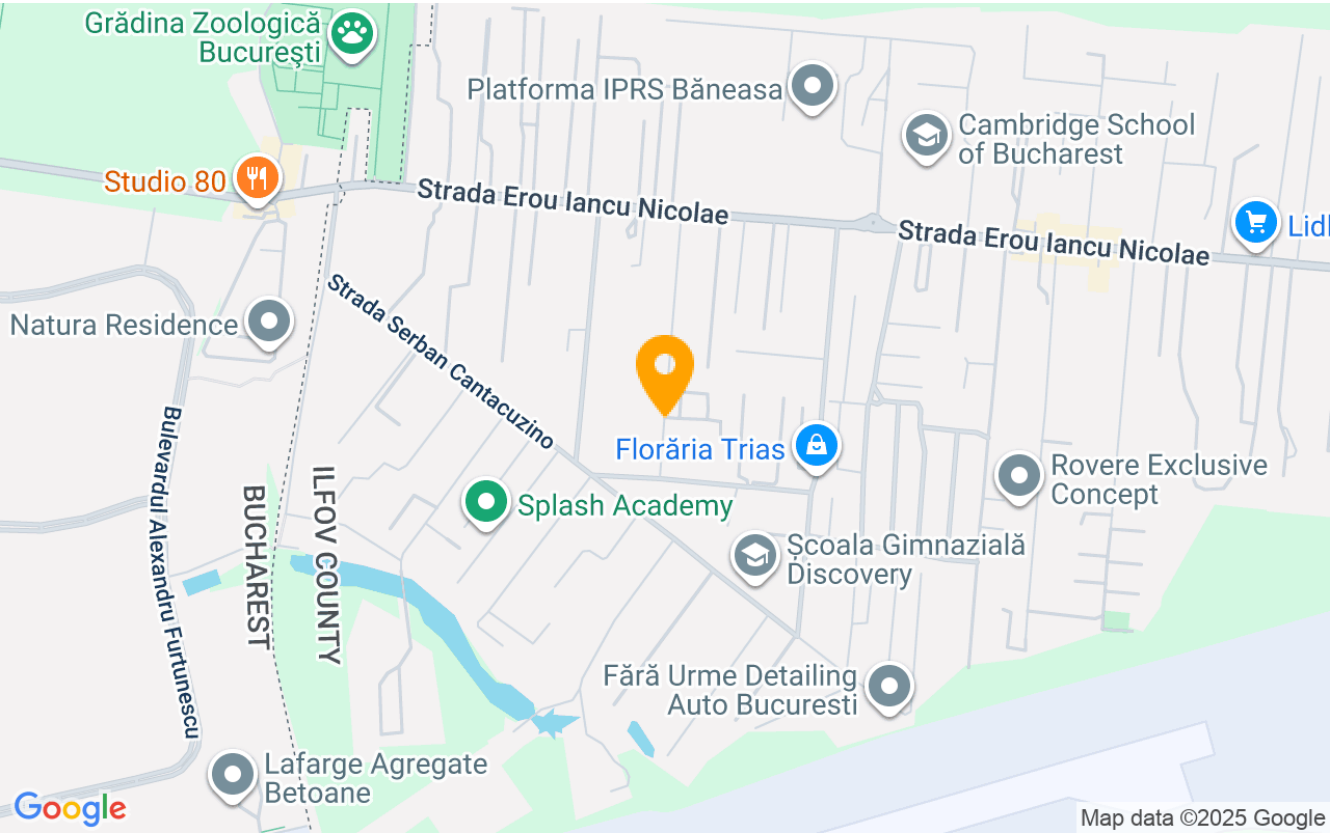 Grădina Zoologică
București
Platforma IPRS Băneasa
Cambridge School
of Bucharest
Studio 80
Strada Erou Iancu Nicolae
Strada Erou Iancu Nicolae
Lidl
Strada Serban Cantacuzino
Natura Residence
Bulevardul Alexandru Furtunescu
Florăria Trias
Rovere Exclusive
Concept
ILFOV COUNTY
BUCHAREST
Splash Academy
Școala Gimnazială
Discovery
Fără Urme Detailing
Auto Bucuresti
Lafarge Agregate
Betoane
Google
Map data ©2025 Google